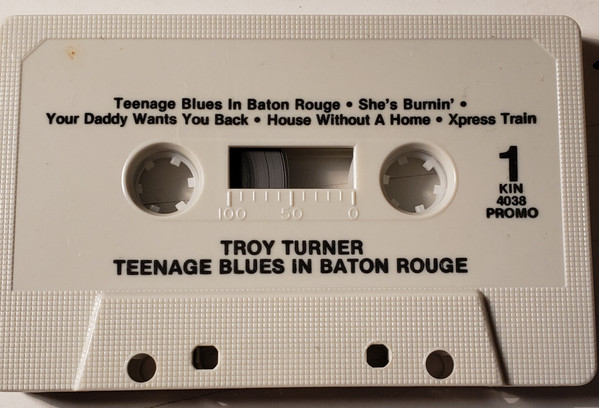 Teenage Blues In Baton Rouge • She's Burnin' •
Your Daddy Wants You Back • House Without A Home • Xpress Train
1
KIN
4038
PROMO
100 50 0
TROY TURNER
TEENAGE BLUES iN BATON ROUGE